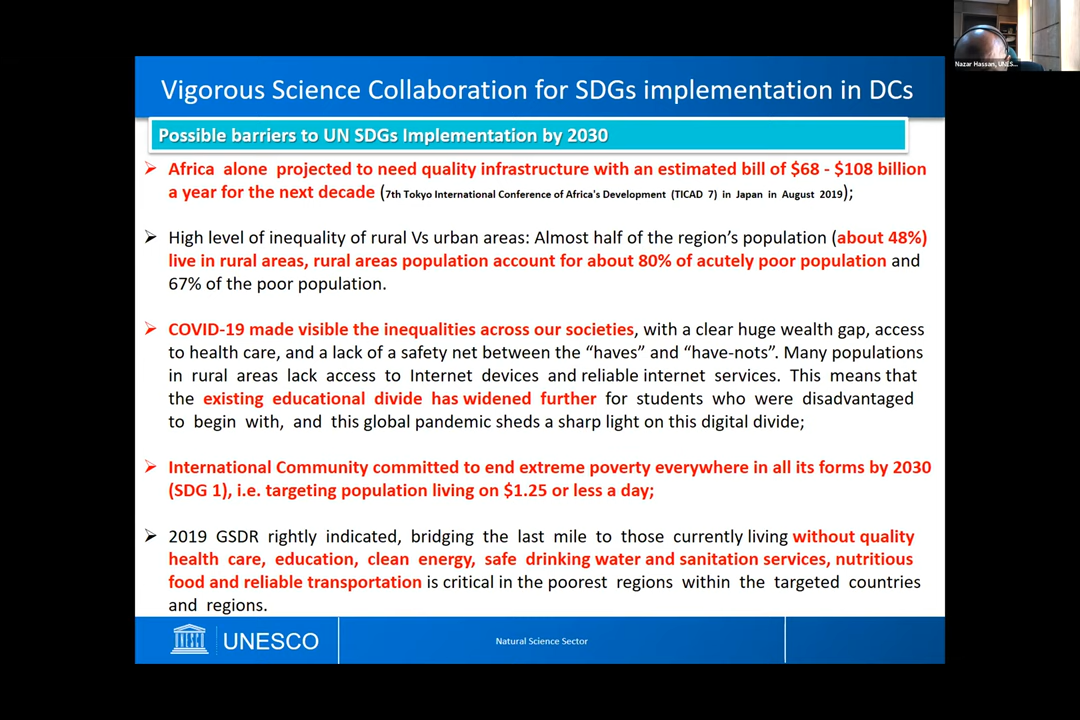 Nazar Hassan, UNES...
Vigorous Science Collaboration for SDGs implementation in DCs
Possible barriers to UN SDGs Implementation by 2030
➢ Africa alone projected to need quality infrastructure with an estimated bill of $68 - $108 billion
a year for the next decade (7th Tokyo International Conference of Africa's Development (TICAD 7) in Japan in August 2019);
➢ High level of inequality of rural Vs urban areas: Almost half of the region's population (about 48%)
live in rural areas, rural areas population account for about 80% of acutely poor population and
67% of the poor population.
➢ COVID-19 made visible the inequalities across our societies, with a clear huge wealth gap, access
to health care, and a lack of a safety net between the “haves” and “have-nots”. Many populations
in rural areas lack access to Internet devices and reliable internet services. This means that
the existing educational divide has widened further for students who were disadvantaged
to begin with, and this global pandemic sheds a sharp light on this digital divide;
➢ International Community committed to end extreme poverty everywhere in all its forms by 2030
(SDG 1), i.e. targeting population living on $1.25 or less a day;
➢ 2019 GSDR rightly indicated, bridging the last mile to those currently living without quality
health care, education, clean energy, safe drinking water and sanitation services, nutritious
food and reliable transportation is critical in the poorest regions within the targeted countries
and regions.
UNESCO
Natural Science Sector